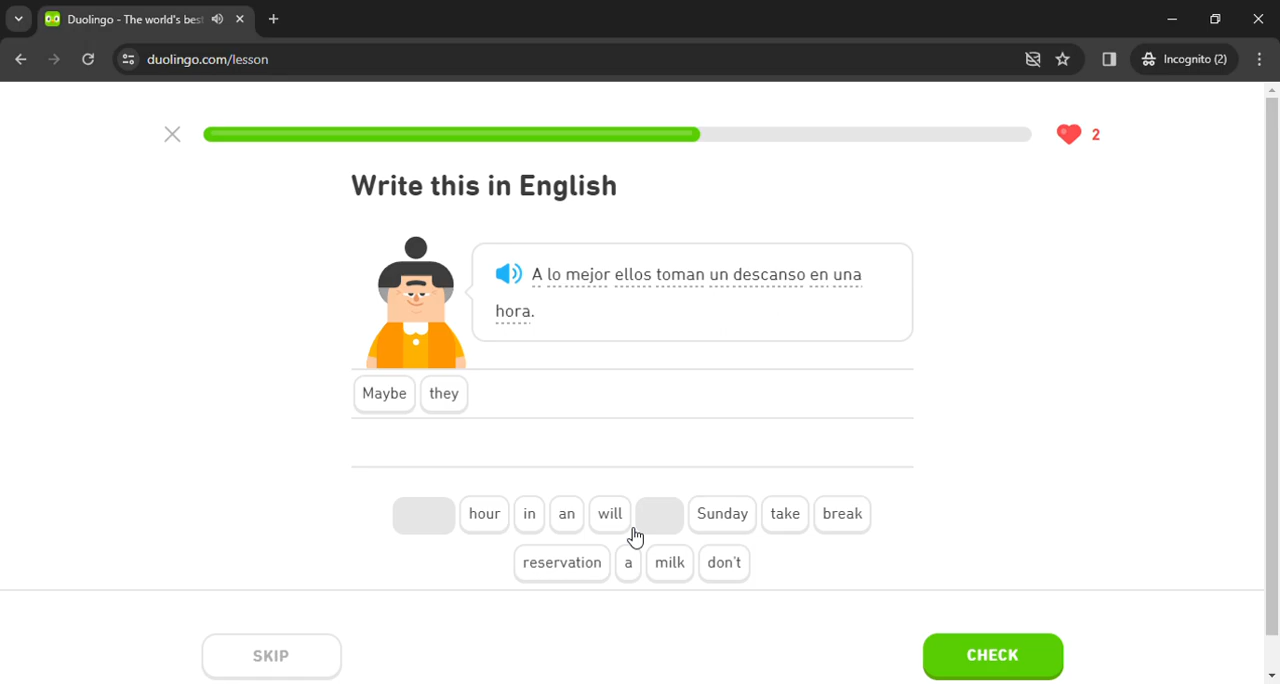 Duolingo - The world's bes
duolingo.com/lesson
Incognito (2)
2
Write this in English
A lo mejor ellos toman un descanso en una
hora.
Maybe they
hour in an will Sunday take break
reservation a milk don't
SKIP
CHECK